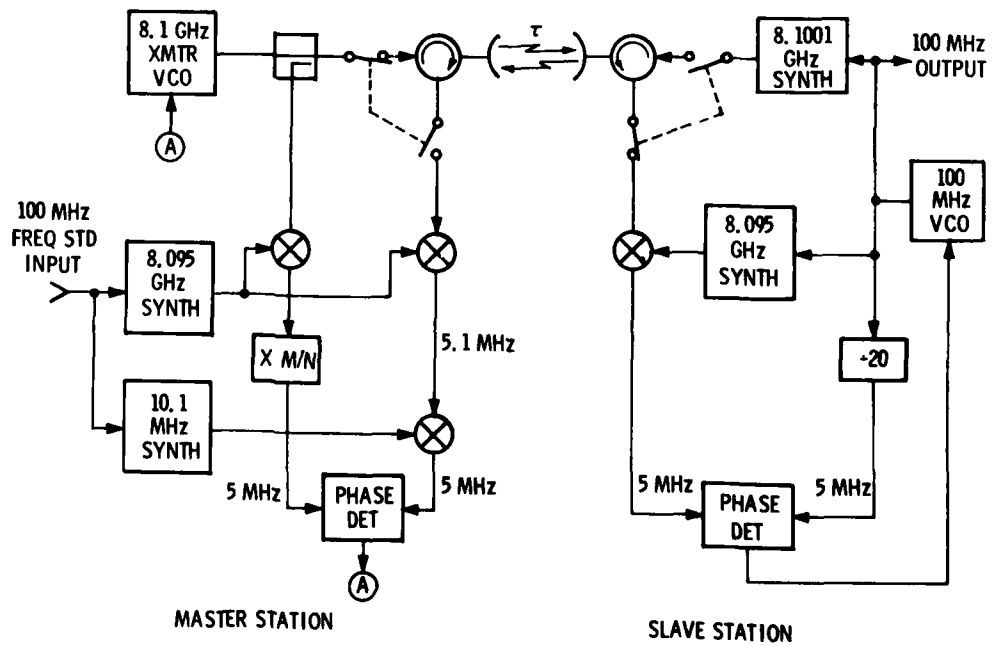 8.1 GHz
XMTR
VCO
A
τ
8.1001
GHz
SYNTH
100 MHz
OUTPUT
100
MHz
VCO
100 MHz
FREQ STD
INPUT
8.095
GHz
SYNTH
8.095
GHz
SYNTH
X M/N
5.1 MHz
÷20
10.1
MHz
SYNTH
5 MHz
PHASE
DET
5 MHz
5 MHz
PHASE
DET
5 MHz
A
MASTER STATION
SLAVE STATION